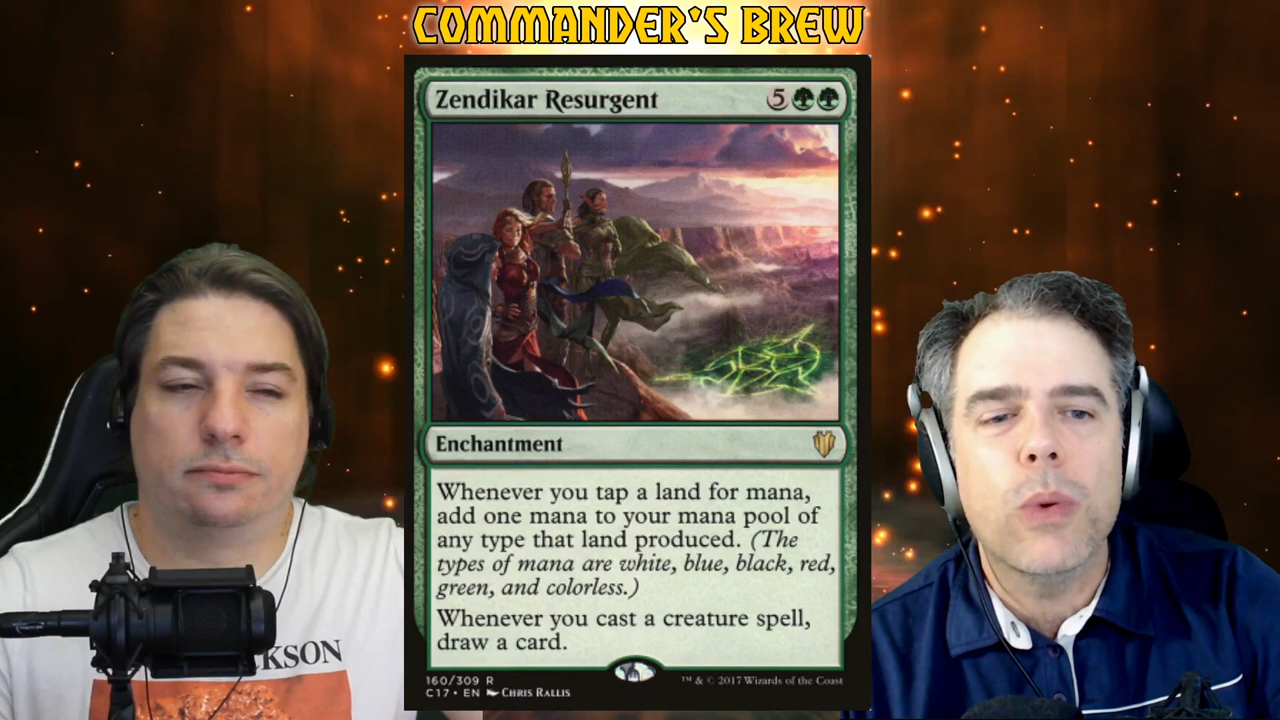 COMMANDER'S BREW
Zendikar Resurgent 5
Enchantment
Whenever you tap a land for mana,
add one mana to your mana pool of
any type that land produced. (The
types of mana are white, blue, black, red,
green, and colorless.)
Whenever you cast a creature spell,
draw a card.
160/309 R
C17 • EN CHRIS RALLIS
™ & © 2017 Wizards of the Coast
KSON